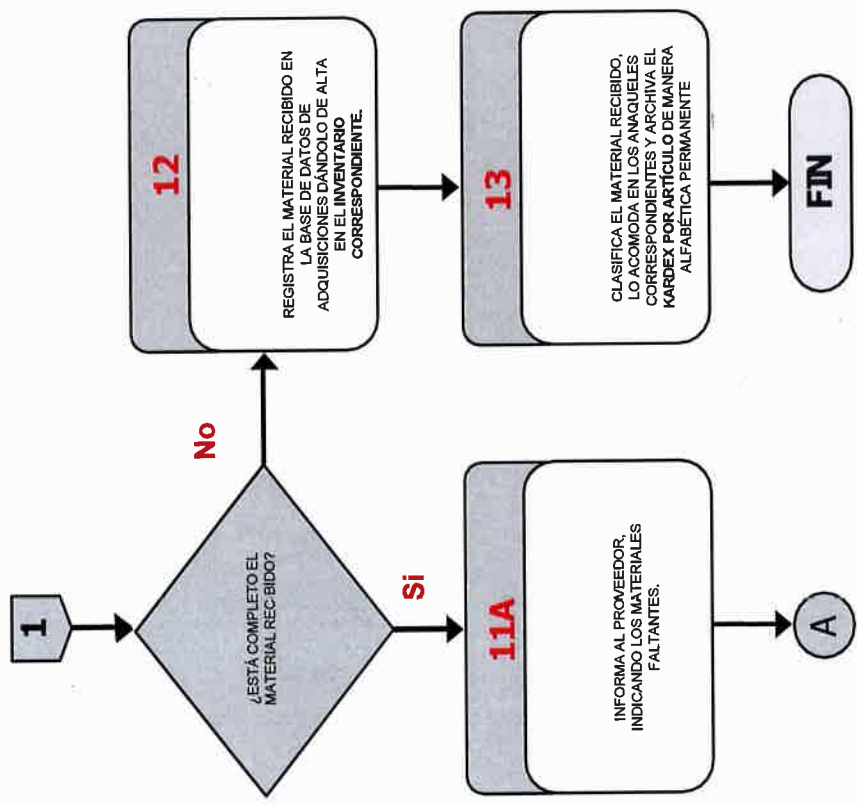 1
¿ESTÁ COMPLETO EL
MATERIAL REC BIDO?
No
Si
12
REGISTRA EL MATERIAL RECIBIDO EN
LA BASE DE DATOS DE
ADQUISICIONES DÁNDOLO DE ALTA
EN EL INVENTARIO
CORRESPONDIENTE.
13
CLASIFICA EL MATERIAL RECIBIDO,
LO ACOMODA EN LOS ANAQUELES
CORRESPONDIENTES Y ARCHIVA EL
KARDEX POR ARTÍCULO DE MANERA
ALFABÉTICA PERMANENTE
FIN
11A
INFORMA AL PROVEEDOR,
INDICANDO LOS MATERIALES
FALTANTES.
A